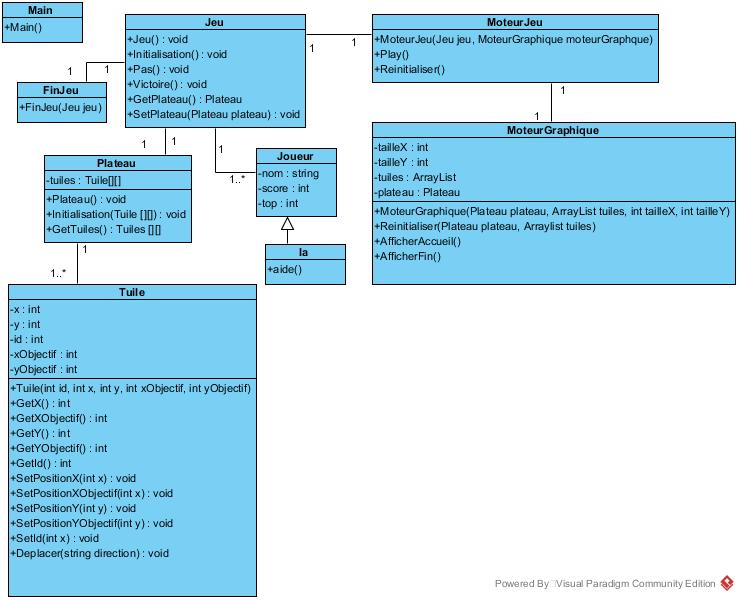 Main
+Main()
Jeu
+Jeu() : void
+Initialisation() : void
+Pas() : void
+Victoire() : void
+GetPlateau() : Plateau
+SetPlateau(Plateau plateau) : void
MoteurJeu
+MoteurJeu(Jeu jeu, MoteurGraphique moteurGraphque)
+Play()
+Reinitialiser()
1
1
1
1
FinJeu
+FinJeu(Jeu jeu)
1
1
MoteurGraphique
-tailleX : int
-tailleY : int
-tuiles : ArrayList
-plateau : Plateau
+MoteurGraphique(Plateau plateau, ArrayList tuiles, int tailleX, int tailleY)
+Reinitialiser(Plateau plateau, Arraylist tuiles)
+AfficherAccueil()
+AfficherFin()
1
1
1
1..*
Plateau
-tuiles : Tuile[][]
+Plateau() : void
+Initialisation(Tuile [][]) : void
+GetTuiles() : Tuiles [][]
Joueur
-nom : string
-score : int
-top : int
Ia
+aide()
1
1..*
Tuile
-x : int
-y : int
-id : int
-xObjectif : int
-yObjectif : int
+Tuile(int id, int x, int y, int xObjectif, int yObjectif)
+GetX() : int
+GetXObjectif() : int
+GetY() : int
+GetYObjectif() : int
+GetId() : int
+SetPositionX(int x) : void
+SetPositionXObjectif(int x) : void
+SetPositionY(int y) : void
+SetPositionYObjectif(int y) : void
+SetId(int x) : void
+Deplacer(string direction) : void
Powered By Visual Paradigm Community Edition